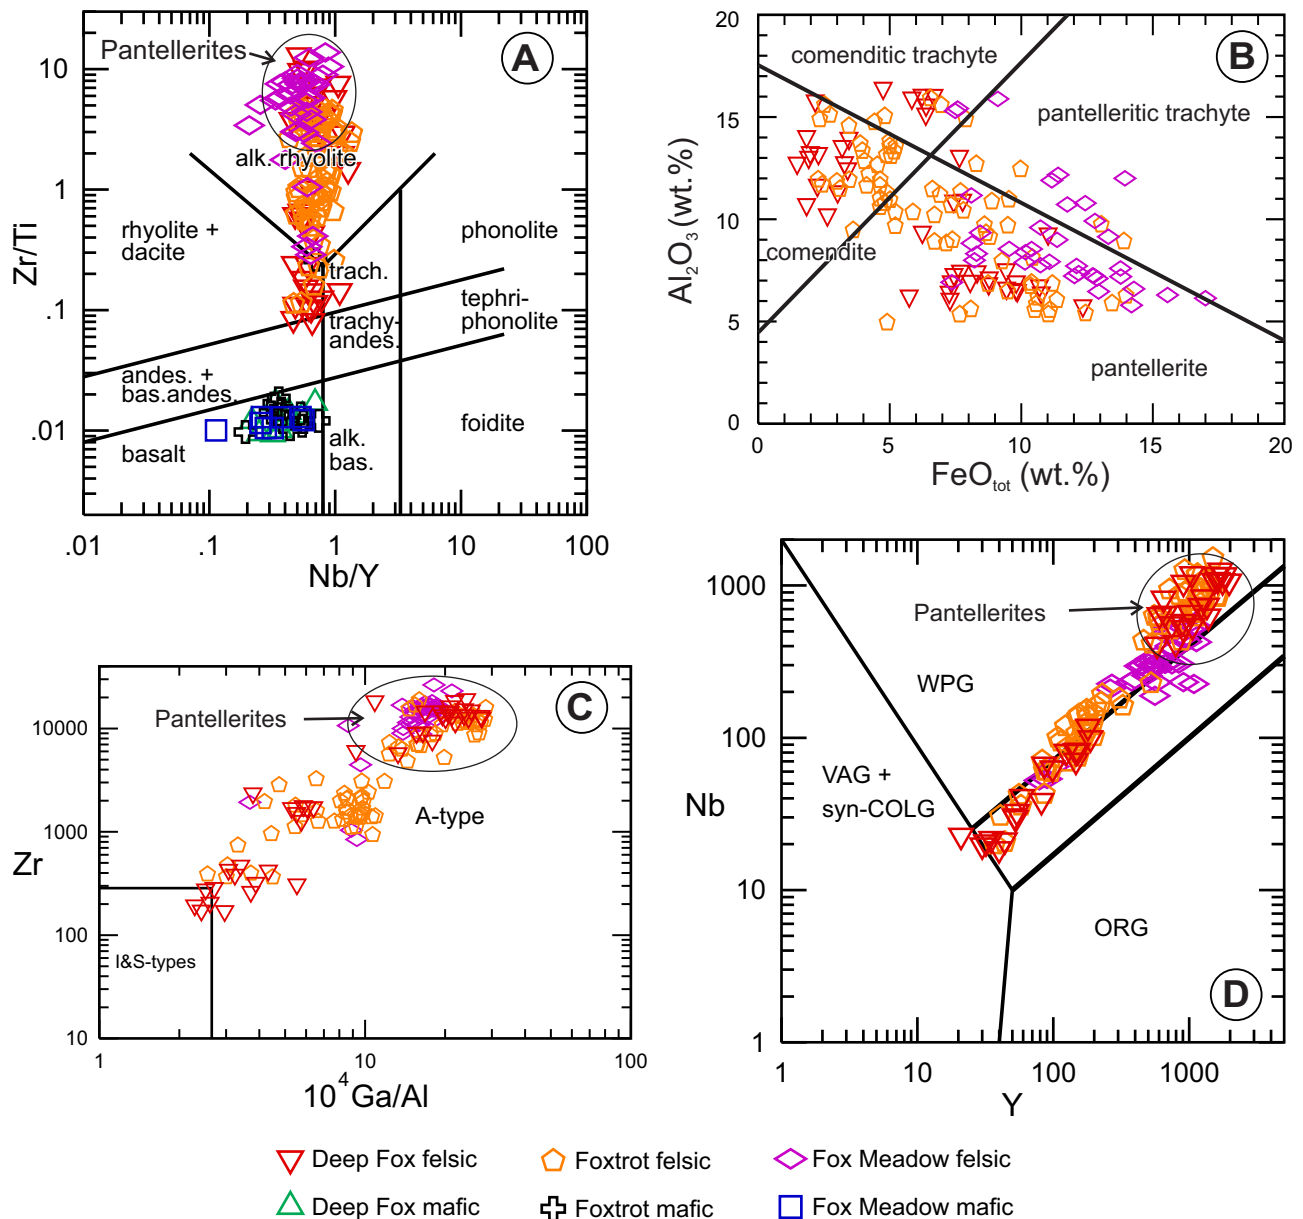 Pantellerites
A
10
1
.1
.01
Zr/Ti
alk. rhyolite
rhyolite +
dacite
phonolite
trach.
tephri-
phonolite
trachy-
andes.
andes. +
bas.andes.
basalt
alk.
bas.
foidite
.01
.1
1
10
100
Nb/Y
B
20
15
10
5
0
Al2O3 (wt.%)
comenditic trachyte
pantelleritic trachyte
comendite
pantellerite
0
5
10
15
20
FeOtot (wt.%)
C
10000
1000
100
10
Zr
Pantellerites
A-type
I&S-types
1
10
100
10⁴Ga/Al
D
1000
100
10
1
Nb
Pantellerites
WPG
VAG +
syn-COLG
ORG
1
10
100
1000
Y
Deep Fox felsic
Foxtrot felsic
Fox Meadow felsic
Deep Fox mafic
Foxtrot mafic
Fox Meadow mafic